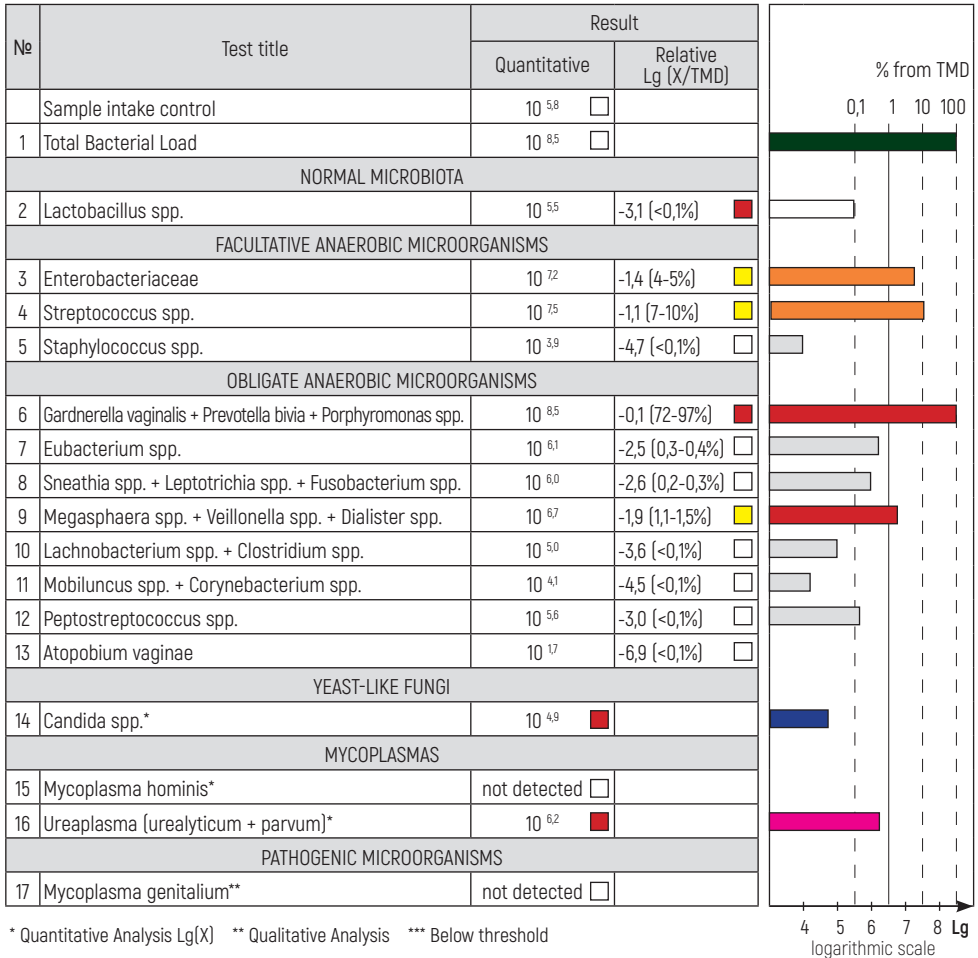 № Test title Result
Quantitative Relative Lg (X/TMD)
% from TMD
0,1 1 10 100
Sample intake control 10 5,8
1 Total Bacterial Load 10 8,5
NORMAL MICROBIOTA
2 Lactobacillus spp. 10 5,5 -3,1 (<0,1%)
FACULTATIVE ANAEROBIC MICROORGANISMS
3 Enterobacteriaceae 10 7,2 -1,4 (4-5%)
4 Streptococcus spp. 10 7,5 -1,1 (7-10%)
5 Staphylococcus spp. 10 3,9 -4,7 (<0,1%)
OBLIGATE ANAEROBIC MICROORGANISMS
6 Gardnerella vaginalis + Prevotella bivia + Porphyromonas spp. 10 8,5 -0,1 (72-97%)
7 Eubacterium spp. 10 6,1 -2,5 (0,3-0,4%)
8 Sneathia spp. + Leptotrichia spp. + Fusobacterium spp. 10 6,0 -2,6 (0,2-0,3%)
9 Megasphaera spp. + Veillonella spp. + Dialister spp. 10 6,7 -1,9 (1,1-1,5%)
10 Lachnobacterium spp. + Clostridium spp. 10 5,0 -3,6 (<0,1%)
11 Mobiluncus spp. + Corynebacterium spp. 10 4,1 -4,5 (<0,1%)
12 Peptostreptococcus spp. 10 5,6 -3,0 (<0,1%)
13 Atopobium vaginae 10 1,7 -6,9 (<0,1%)
YEAST-LIKE FUNGI
14 Candida spp.* 10 4,9
MYCOPLASMAS
15 Mycoplasma hominis* not detected
16 Ureaplasma (urealyticum + parvum)* 10 6,2
PATHOGENIC MICROORGANISMS
17 Mycoplasma genitalium** not detected
4 5 6 7 8 Lg
logarithmic scale
* Quantitative Analysis Lg(X) ** Qualitative Analysis *** Below threshold